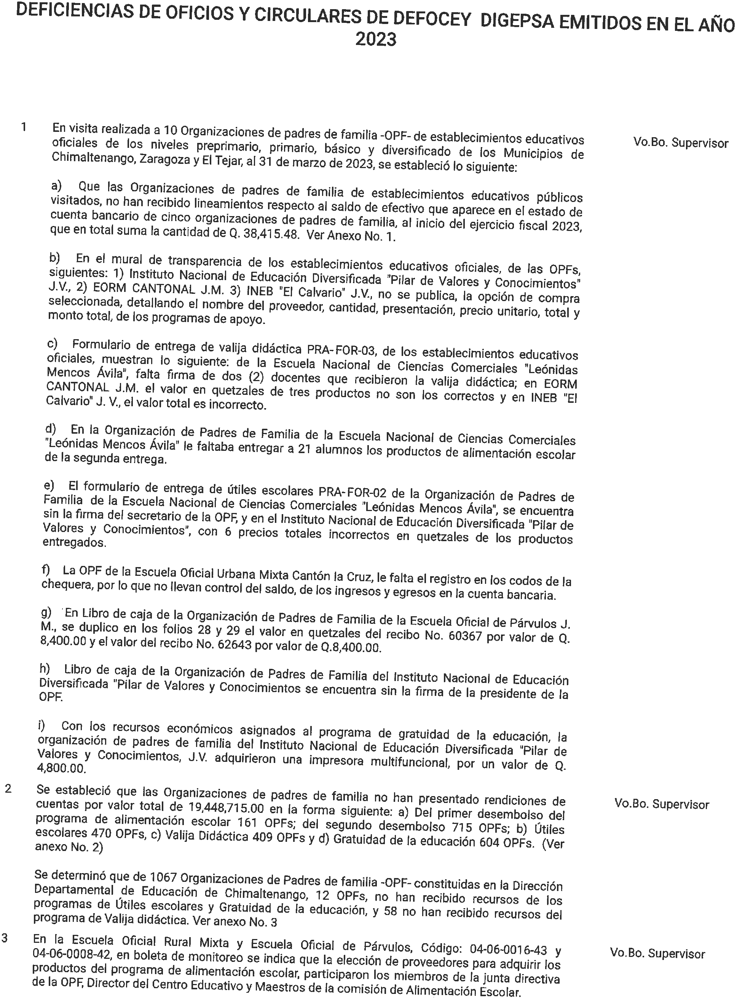 DEFICIENCIAS DE OFICIOS Y CIRCULARES DE DEFOCEY DIGEPSA EMITIDOS EN EL AÑO
2023
1 En visita realizada a 10 Organizaciones de padres de familia -OPF- de establecimientos educativos Vo.Bo. Supervisor
oficiales de los niveles preprimario, primario, básico y diversificado de los Municipios de
Chimaltenango, Zaragoza y El Tejar, al 31 de marzo de 2023, se estableció lo siguiente:
a) Que las Organizaciones de padres de familia de establecimientos educativos públicos
visitados, no han recibido lineamientos respecto al saldo de efectivo que aparece en el estado de
cuenta bancario de cinco organizaciones de padres de familia, al inicio del ejercicio fiscal 2023,
que en total suma la cantidad de Q. 38,415.48. Ver Anexo No. 1.
b) En el mural de transparencia de los establecimientos educativos oficiales, de las OPFs,
siguientes: 1) Instituto Nacional de Educación Diversificada "Pilar de Valores y Conocimientos"
J.V., 2) EORM CANTONAL J.M. 3) INEB "El Calvario" J.V., no se publica, la opción de compra
seleccionada, detallando el nombre del proveedor, cantidad, presentación, precio unitario, total y
monto total, de los programas de apoyo.
c) Formulario de entrega de valija didáctica PRA-FOR-03, de los establecimientos educativos
oficiales, muestran lo siguiente: de la Escuela Nacional de Ciencias Comerciales "Leónidas
Mencos Ávila", falta firma de dos (2) docentes que recibieron la valija didáctica; en EORM
CANTONAL J.M. el valor en quetzales de tres productos no son los correctos y en INEB "El
Calvario" J. V., el valor total es incorrecto.
d) En la Organización de Padres de Familia de la Escuela Nacional de Ciencias Comerciales
"Leónidas Mencos Ávila" le faltaba entregar a 21 alumnos los productos de alimentación escolar
de la segunda entrega.
e) El formulario de entrega de útiles escolares PRA-FOR-02 de la Organización de Padres de
Familia de la Escuela Nacional de Ciencias Comerciales "Leónidas Mencos Ávila", se encuentra
sin la firma del secretario de la OPF, y en el Instituto Nacional de Educación Diversificada "Pilar de
Valores y Conocimientos", con 6 precios totales incorrectos en quetzales de los productos
entregados.
f) La OPF de la Escuela Oficial Urbana Mixta Cantón la Cruz, le falta el registro en los codos de la
chequera, por lo que no llevan control del saldo, de los ingresos y egresos en la cuenta bancaria.
g) En Libro de caja de la Organización de Padres de Familia de la Escuela Oficial de Párvulos J.
M., se duplico en los folios 28 y 29 el valor en quetzales del recibo No. 60367 por valor de Q.
8,400.00 y el valor del recibo No. 62643 por valor de Q.8,400.00.
h) Libro de caja de la Organización de Padres de Familia del Instituto Nacional de Educación
Diversificada "Pilar de Valores y Conocimientos se encuentra sin la firma de la presidente de la
OPF.
i) Con los recursos económicos asignados al programa de gratuidad de la educación, la
organización de padres de familia del Instituto Nacional de Educación Diversificada "Pilar de
Valores y Conocimientos, J.V. adquirieron una impresora multifuncional, por un valor de Q.
4,800.00.
2 Se estableció que las Organizaciones de padres de familia no han presentado rendiciones de Vo.Bo. Supervisor
cuentas por valor total de 19,448,715.00 en la forma siguiente: a) Del primer desembolso del
programa de alimentación escolar 161 OPFs; del segundo desembolso 715 OPFs; b) Útiles
escolares 470 OPFs, c) Valija Didáctica 409 OPFs y d) Gratuidad de la educación 604 OPFs. (Ver
anexo No. 2)
Se determinó que de 1067 Organizaciones de Padres de familia -OPF- constituidas en la Dirección
Departamental de Educación de Chimaltenango, 12 OPFs, no han recibido recursos de los
programas de Útiles escolares y Gratuidad de la educación, y 58 no han recibido recursos del
programa de Valija didáctica. Ver anexo No. 3
3 En la Escuela Oficial Rural Mixta y Escuela Oficial de Párvulos, Código: 04-06-0016-43 y Vo.Bo. Supervisor
04-06-0008-42, en boleta de monitoreo se indica que la elección de proveedores para adquirir los
productos del programa de alimentación escolar, participaron los miembros de la junta directiva
de la OPF, Director del Centro Educativo y Maestros de la comisión de Alimentación Escolar.